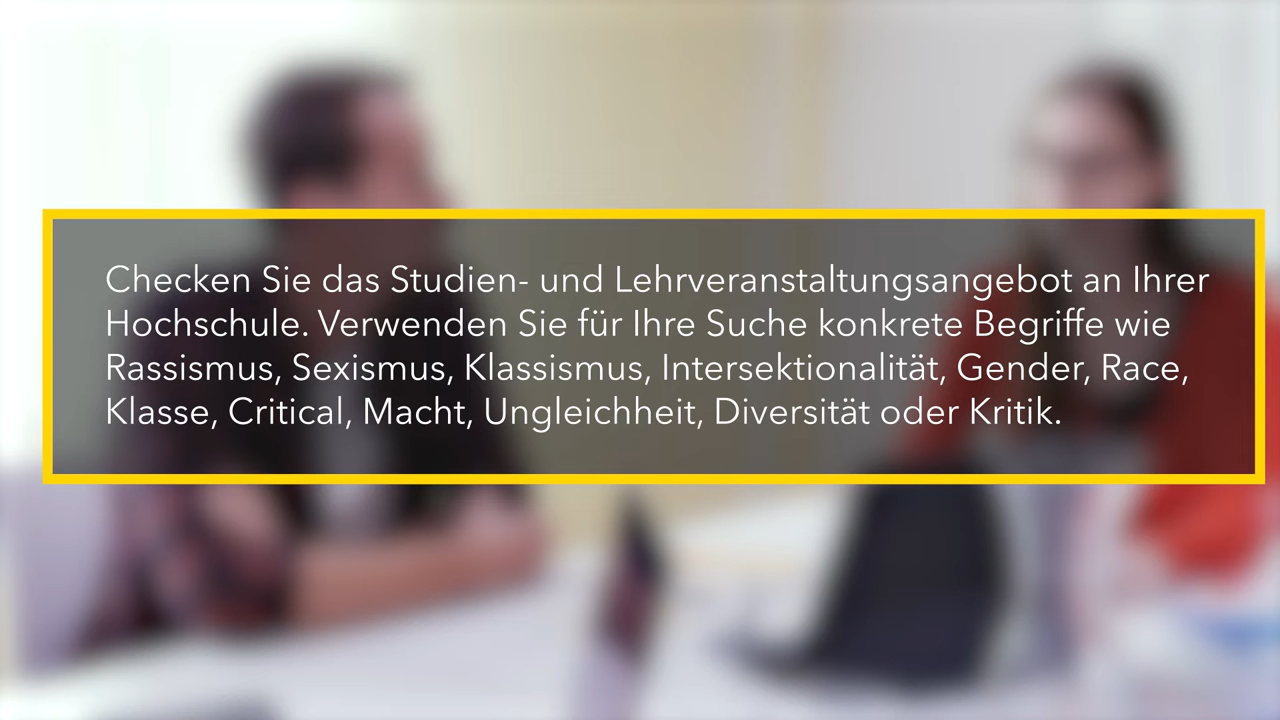 Checken Sie das Studien- und Lehrveranstaltungsangebot an Ihrer
Hochschule. Verwenden Sie für Ihre Suche konkrete Begriffe wie
Rassismus, Sexismus, Klassismus, Intersektionalität, Gender, Race,
Klasse, Critical, Macht, Ungleichheit, Diversität oder Kritik.